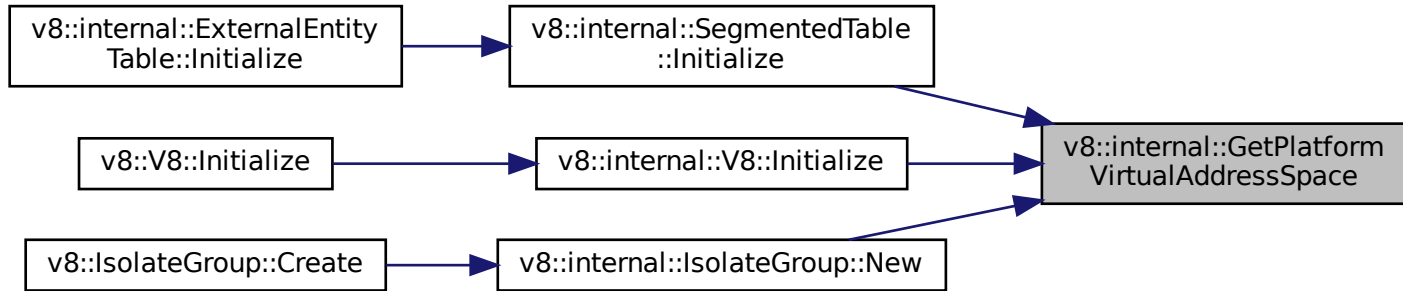 v8::internal::ExternalEntity
Table::Initialize
v8::internal::SegmentedTable
::Initialize
v8::internal::GetPlatform
VirtualAddressSpace
v8::V8::Initialize
v8::internal::V8::Initialize
v8::IsolateGroup::Create
v8::internal::IsolateGroup::New